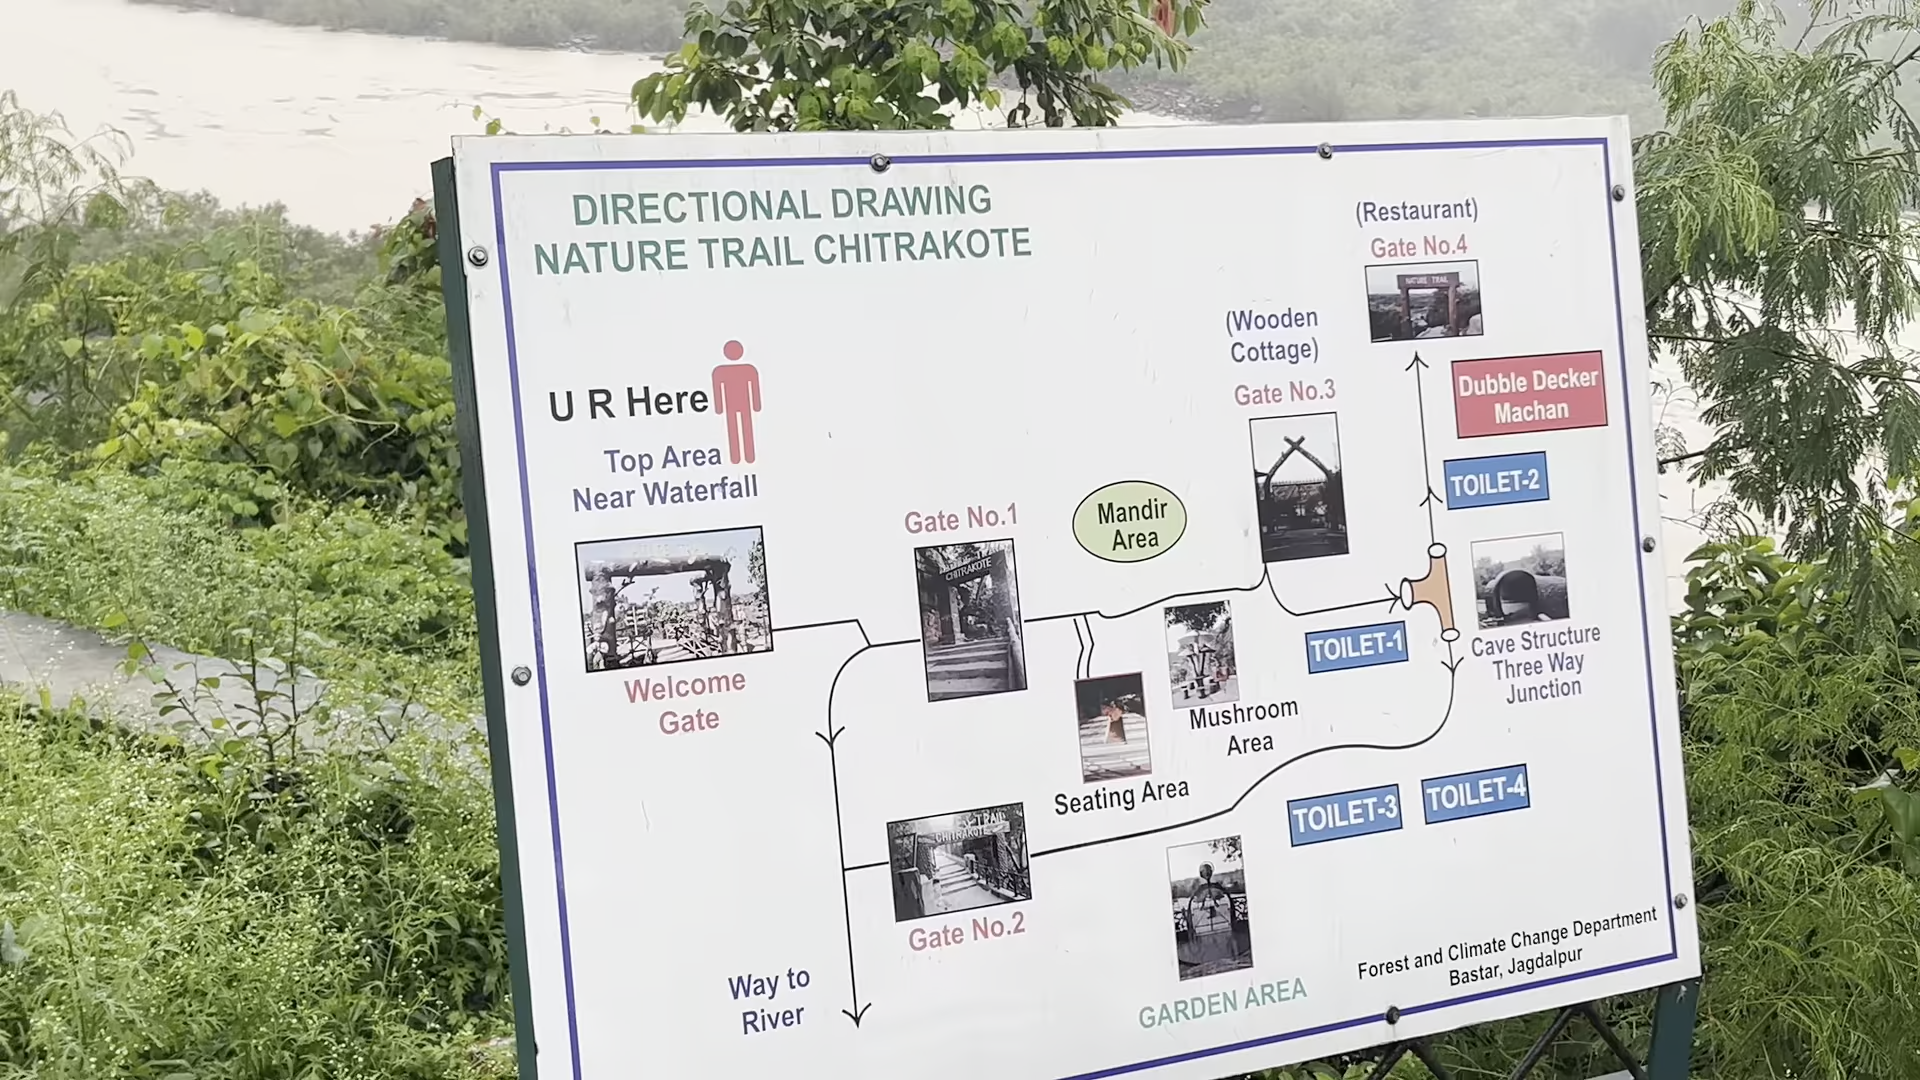 DIRECTIONAL DRAWING
NATURE TRAIL CHITRAKOTE
(Restaurant)
Gate No.4
NATURE TRAIL
(Wooden
Cottage)
Gate No.3
Dubble Decker
Machan
U R Here
Top Area
Near Waterfall
TOILET-2
Gate No.1
CHITRAKOTE
Mandir
Area
Welcome
Gate
TOILET-1
Cave Structure
Three Way
Junction
Mushroom
Area
Seating Area
TOILET-3
TOILET-4
TRAIL
CHITRAKOTE
Gate No.2
Way to
River
GARDEN AREA
Forest and Climate Change Department
Bastar, Jagdalpur